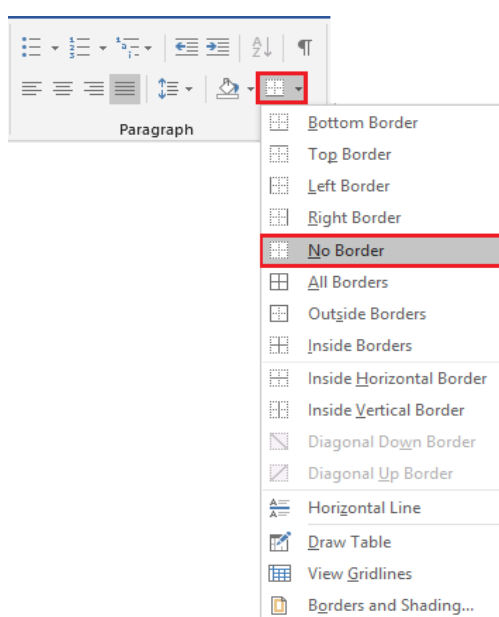 Paragraph
Bottom Border
Top Border
Left Border
Right Border
No Border
All Borders
Outside Borders
Inside Borders
Inside Horizontal Border
Inside Vertical Border
Diagonal Down Border
Diagonal Up Border
Horizontal Line
Draw Table
View Gridlines
Borders and Shading...